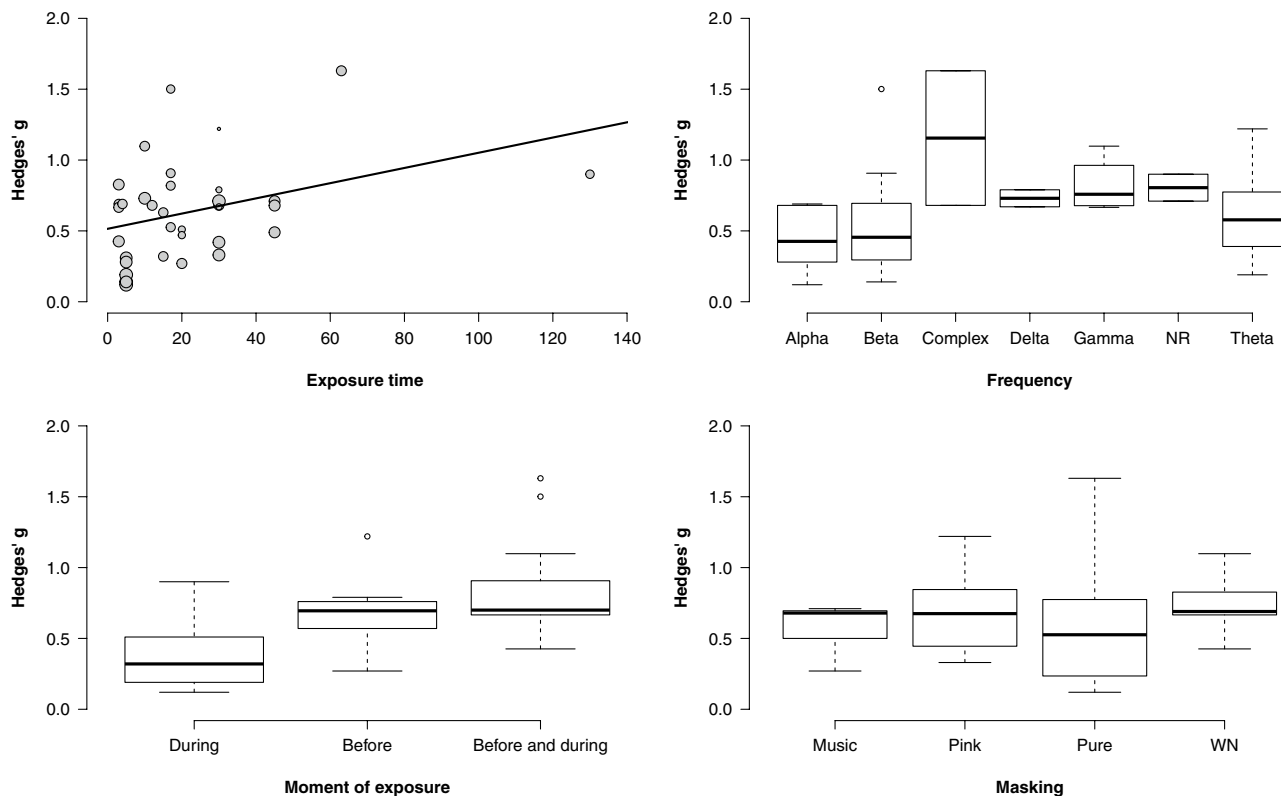 2.0
1.5
1.0
0.5
0.0
Hedges' g
0 20 40 60 80 100 120 140
Exposure time
2.0
1.5
1.0
0.5
0.0
Hedges' g
Alpha Beta Complex Delta Gamma NR Theta
Frequency
2.0
1.5
1.0
0.5
0.0
Hedges' g
During Before Before and during
Moment of exposure
2.0
1.5
1.0
0.5
0.0
Hedges' g
Music Pink Pure WN
Masking